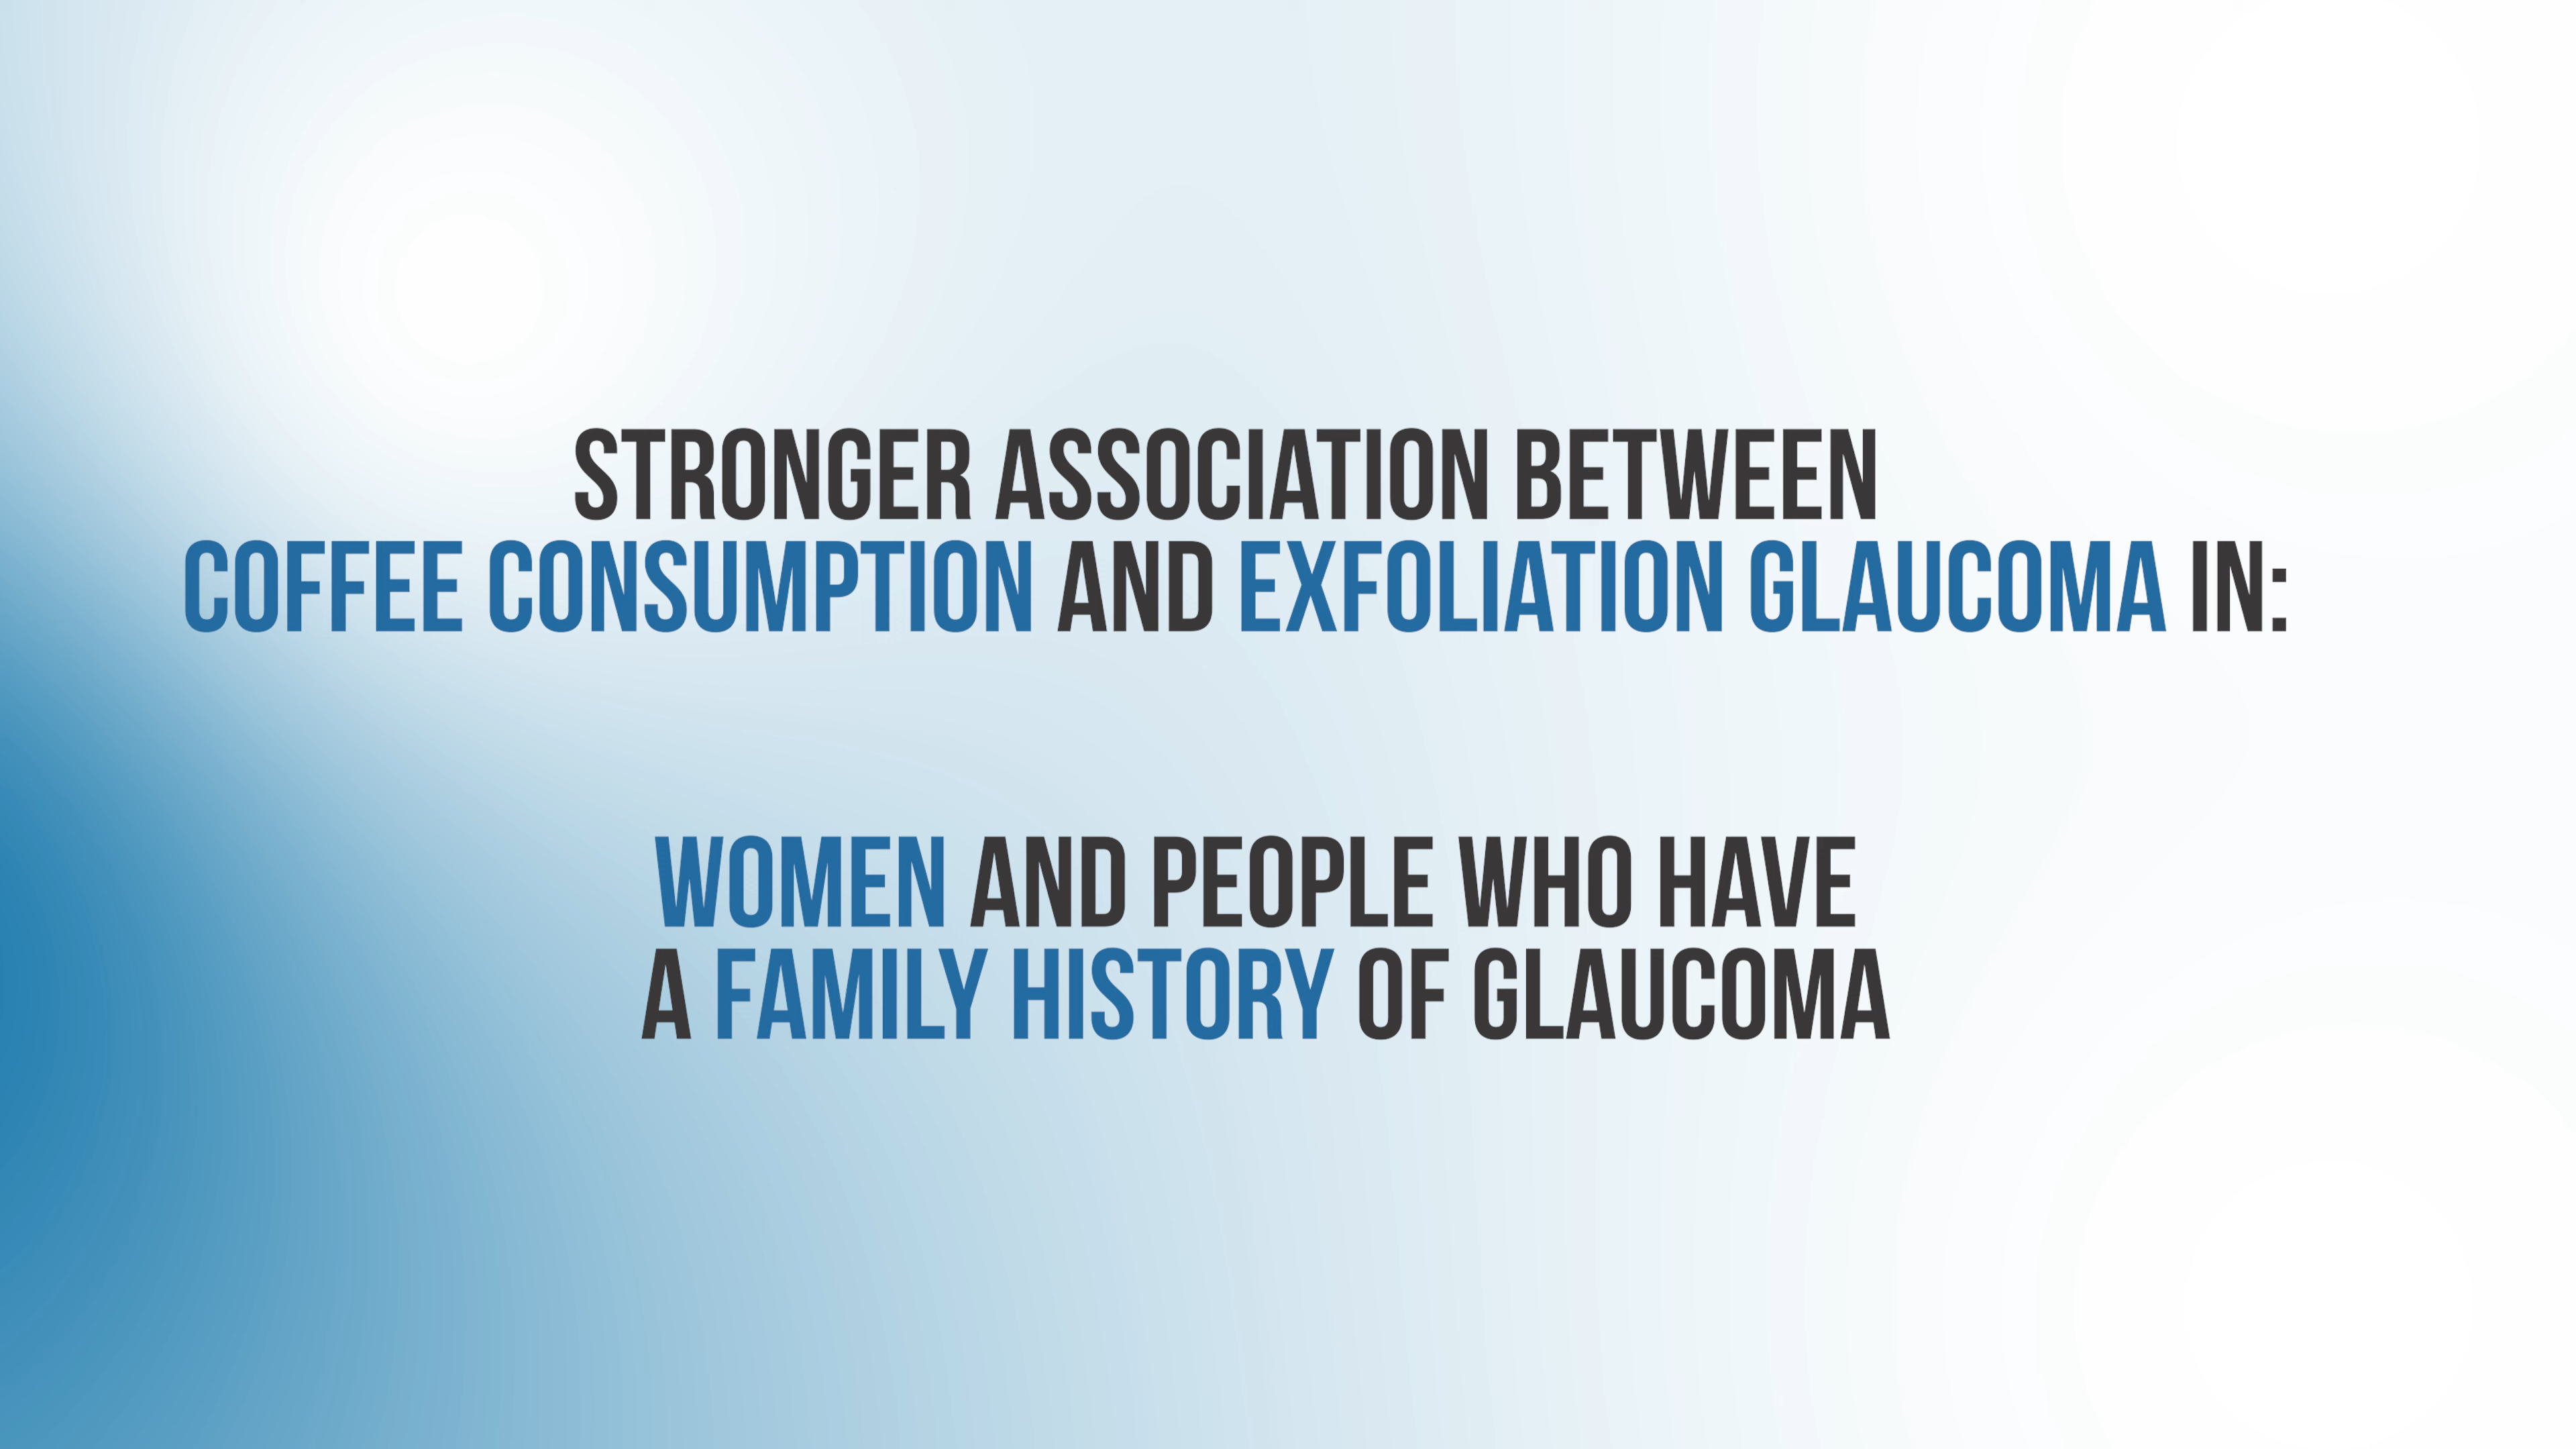 STRONGER ASSOCIATION BETWEEN
COFFEE CONSUMPTION AND EXFOLIATION GLAUCOMA IN:
WOMEN AND PEOPLE WHO HAVE
A FAMILY HISTORY OF GLAUCOMA